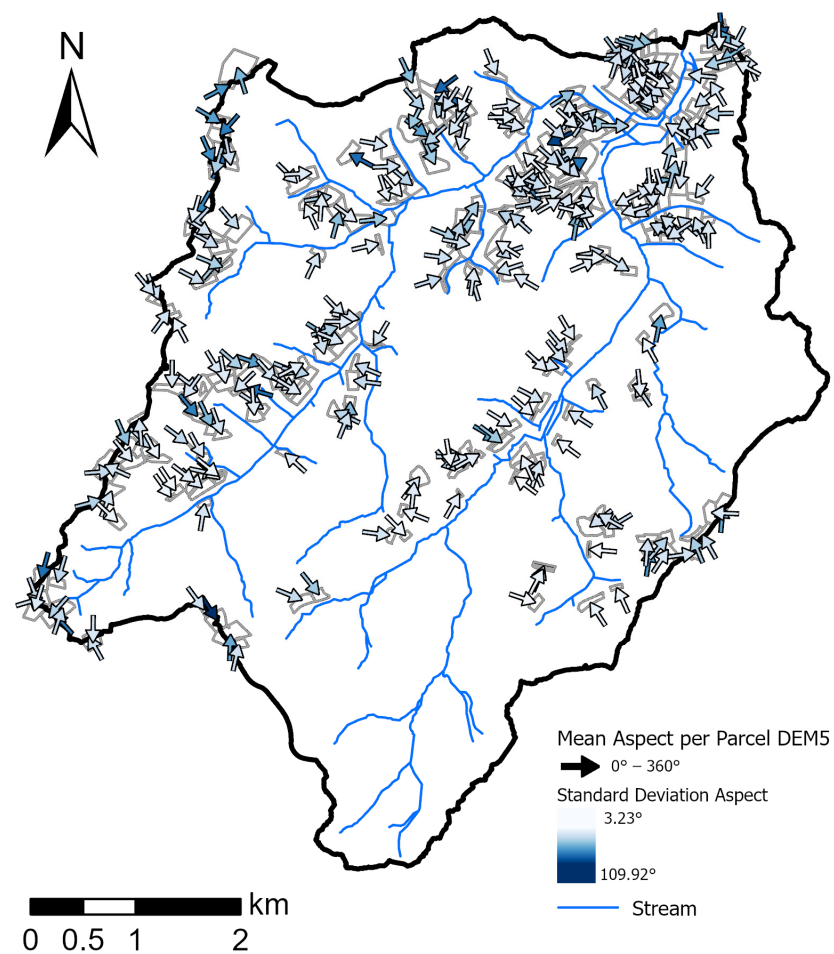 N
Mean Aspect per Parcel DEM5
0° – 360°
Standard Deviation Aspect
3.23°
109.92°
Stream
km
0 0.5 1 2